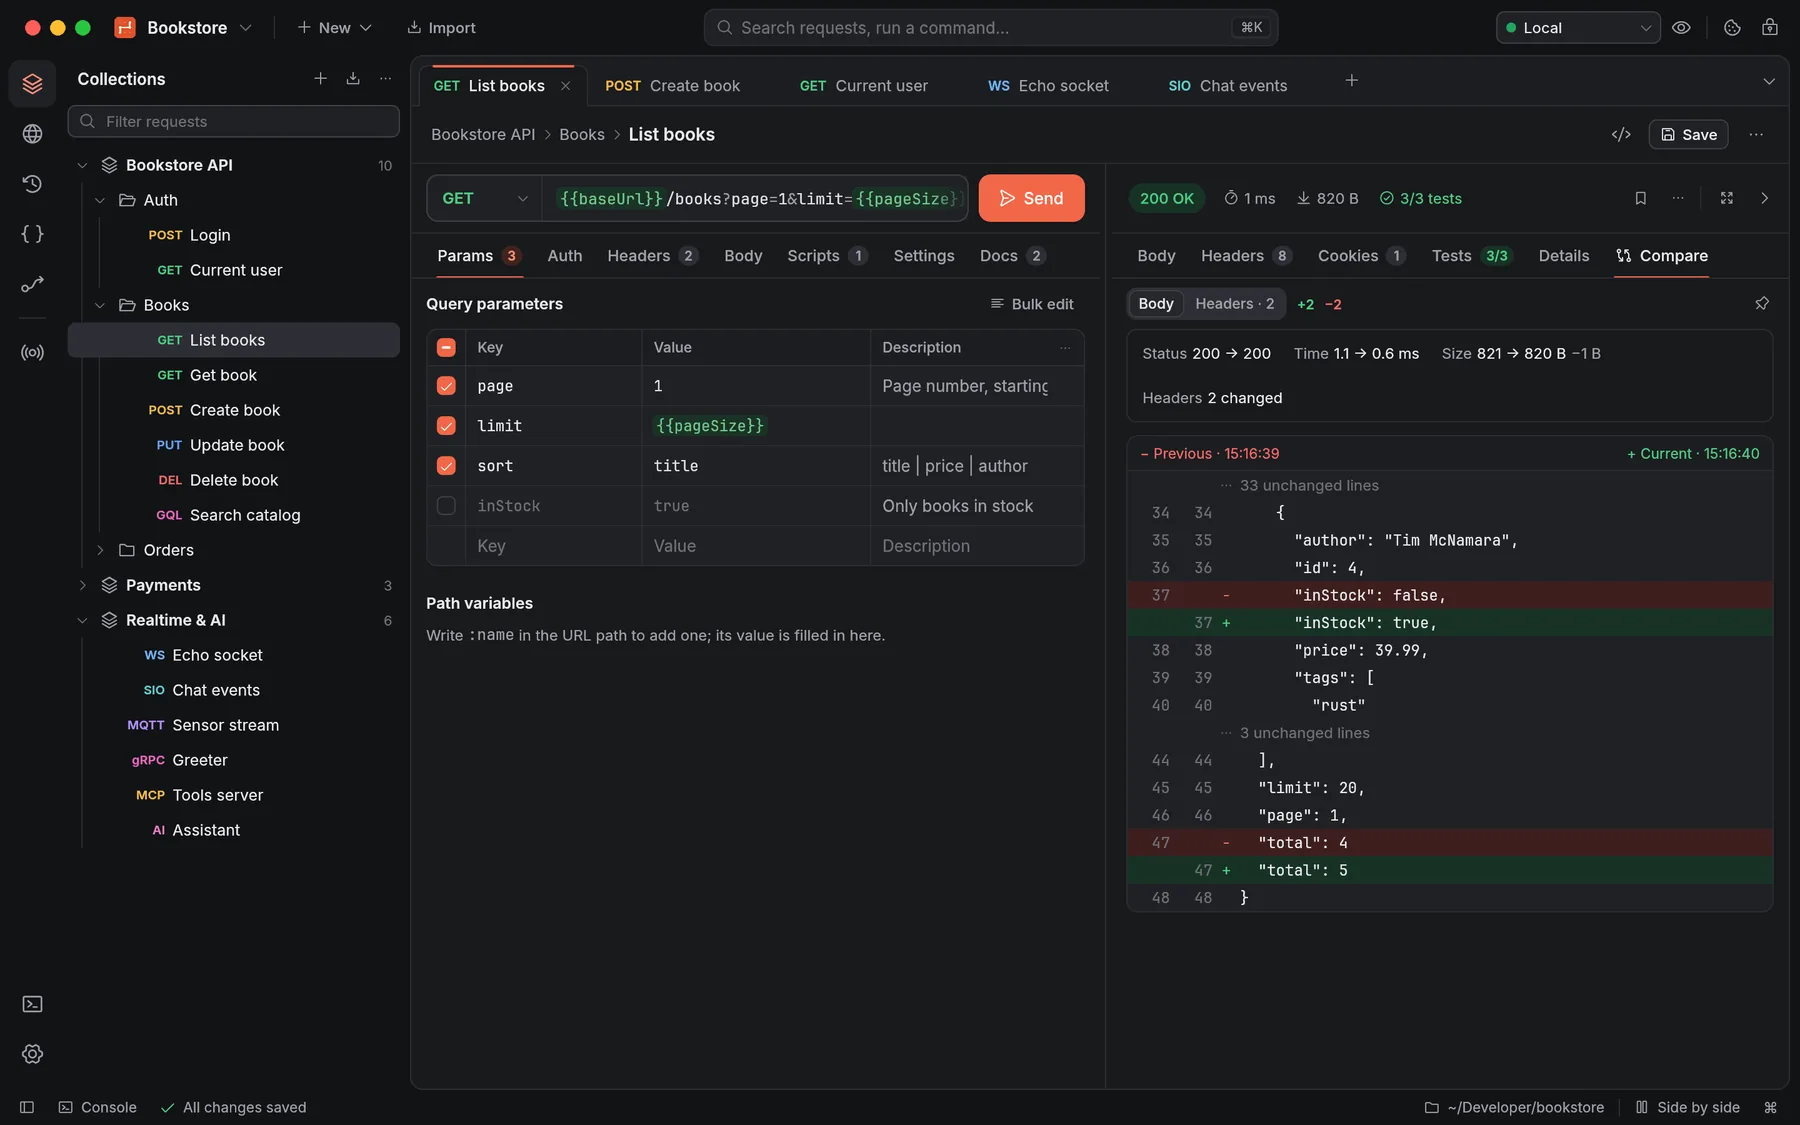 Bookstore
New
Import
Search requests, run a command...
⌘K
Local
Collections
Filter requests
Bookstore API 10
Auth
POST Login
GET Current user
Books
GET List books
GET Get book
POST Create book
PUT Update book
DEL Delete book
GQL Search catalog
Orders
Payments 3
Realtime & AI 6
WS Echo socket
SIO Chat events
MQTT Sensor stream
gRPC Greeter
MCP Tools server
AI Assistant
GET List books
POST Create book
GET Current user
WS Echo socket
SIO Chat events
Bookstore API > Books > List books
</> Save
GET {{baseUrl}}/books?page=1&limit={{pageSize}}
Send
Params 3
Auth
Headers 2
Body
Scripts 1
Settings
Docs 2
Query parameters
Bulk edit
Key Value Description
page 1 Page number, starting
limit {{pageSize}}
sort title title | price | author
inStock true Only books in stock
Key Value Description
Path variables
Write :name in the URL path to add one; its value is filled in here.
200 OK 1 ms 820 B 3/3 tests
Body
Headers 8
Cookies 1
Tests 3/3
Details
Compare
Body Headers · 2 +2 −2
Status 200 → 200 Time 1.1 → 0.6 ms Size 821 → 820 B −1 B
Headers 2 changed
− Previous · 15:16:39
+ Current · 15:16:40
··· 33 unchanged lines
34 34 {
35 35 "author": "Tim McNamara",
36 36 "id": 4,
37 - "inStock": false,
37 + "inStock": true,
38 38 "price": 39.99,
39 39 "tags": [
40 40 "rust"
··· 3 unchanged lines
44 44 ],
45 45 "limit": 20,
46 46 "page": 1,
47 - "total": 4
47 + "total": 5
48 48 }
Console
All changes saved
~/Developer/bookstore
Side by side
⌘